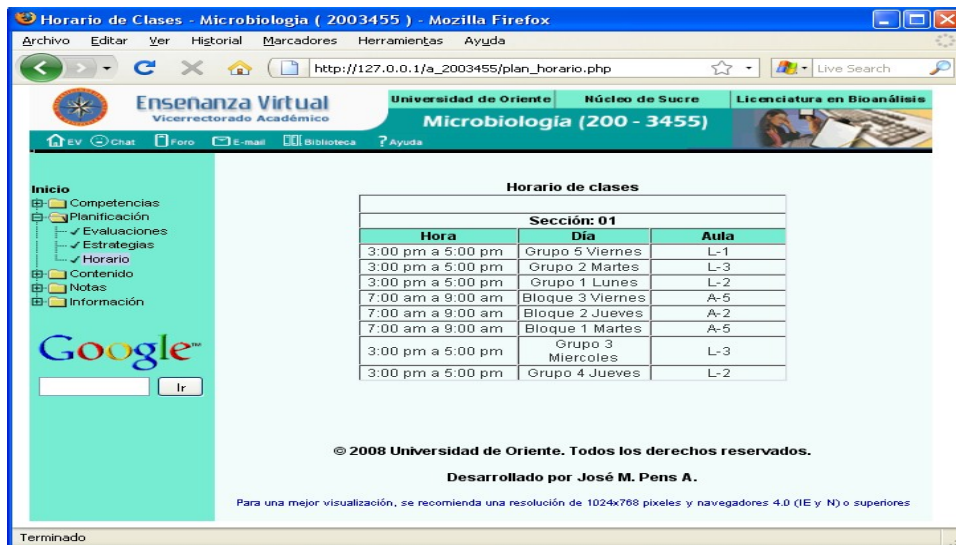 Horario de Clases - Microbiologia ( 2003455 ) - Mozilla Firefox
Archivo Editar Ver Historial Marcadores Herramientas Ayuda
http://127.0.0.1/a_2003455/plan_horario.php Live Search
Enseñanza Virtual
Vicerrectorado Académico
Universidad de Oriente Núcleo de Sucre Licenciatura en Bioanálisis
Microbiología (200 - 3455)
EV Chat Foro E-mail Biblioteca Ayuda
Inicio
Competencias
Planificación
Evaluaciones
Estrategias
Horario
Contenido
Notas
Información
Google™
Ir
Horario de clases
Sección: 01
Hora Día Aula
3:00 pm a 5:00 pm Grupo 5 Viernes L-1
3:00 pm a 5:00 pm Grupo 2 Martes L-3
3:00 pm a 5:00 pm Grupo 1 Lunes L-2
7:00 am a 9:00 am Bloque 3 Viernes A-5
7:00 am a 9:00 am Bloque 2 Jueves A-2
7:00 am a 9:00 am Bloque 1 Martes A-5
3:00 pm a 5:00 pm Grupo 3 Miercoles L-3
3:00 pm a 5:00 pm Grupo 4 Jueves L-2
© 2008 Universidad de Oriente. Todos los derechos reservados.
Desarrollado por José M. Pens A.
Para una mejor visualización, se recomienda una resolución de 1024x768 pixeles y navegadores 4.0 (IE y N) o superiores
Terminado